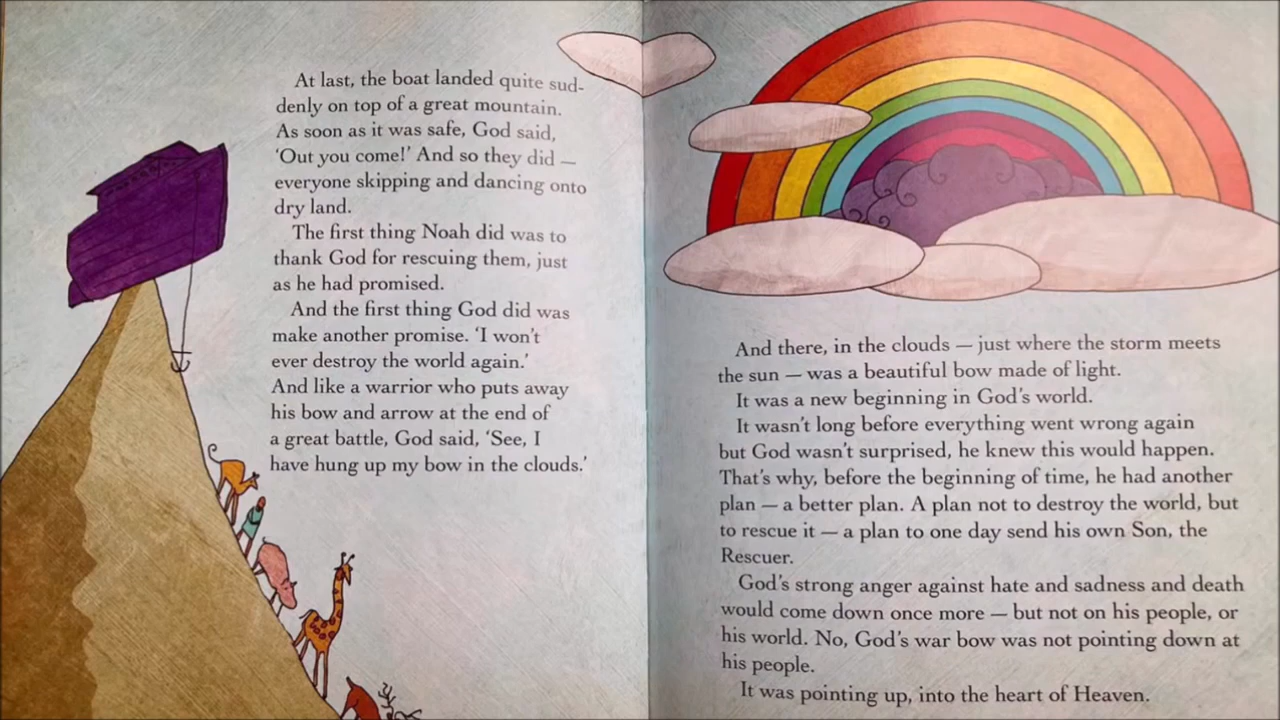 At last, the boat landed quite sud-
denly on top of a great mountain.
As soon as it was safe, God said,
‘Out you come!’ And so they did —
everyone skipping and dancing onto
dry land.
The first thing Noah did was to
thank God for rescuing them, just
as he had promised.
And the first thing God did was
make another promise. ‘I won’t
ever destroy the world again.’
And like a warrior who puts away
his bow and arrow at the end of
a great battle, God said, ‘See, I
have hung up my bow in the clouds.’
And there, in the clouds — just where the storm meets
the sun — was a beautiful bow made of light.
It was a new beginning in God’s world.
It wasn’t long before everything went wrong again
but God wasn’t surprised, he knew this would happen.
That’s why, before the beginning of time, he had another
plan — a better plan. A plan not to destroy the world, but
to rescue it — a plan to one day send his own Son, the
Rescuer.
God’s strong anger against hate and sadness and death
would come down once more — but not on his people, or
his world. No, God’s war bow was not pointing down at
his people.
It was pointing up, into the heart of Heaven.